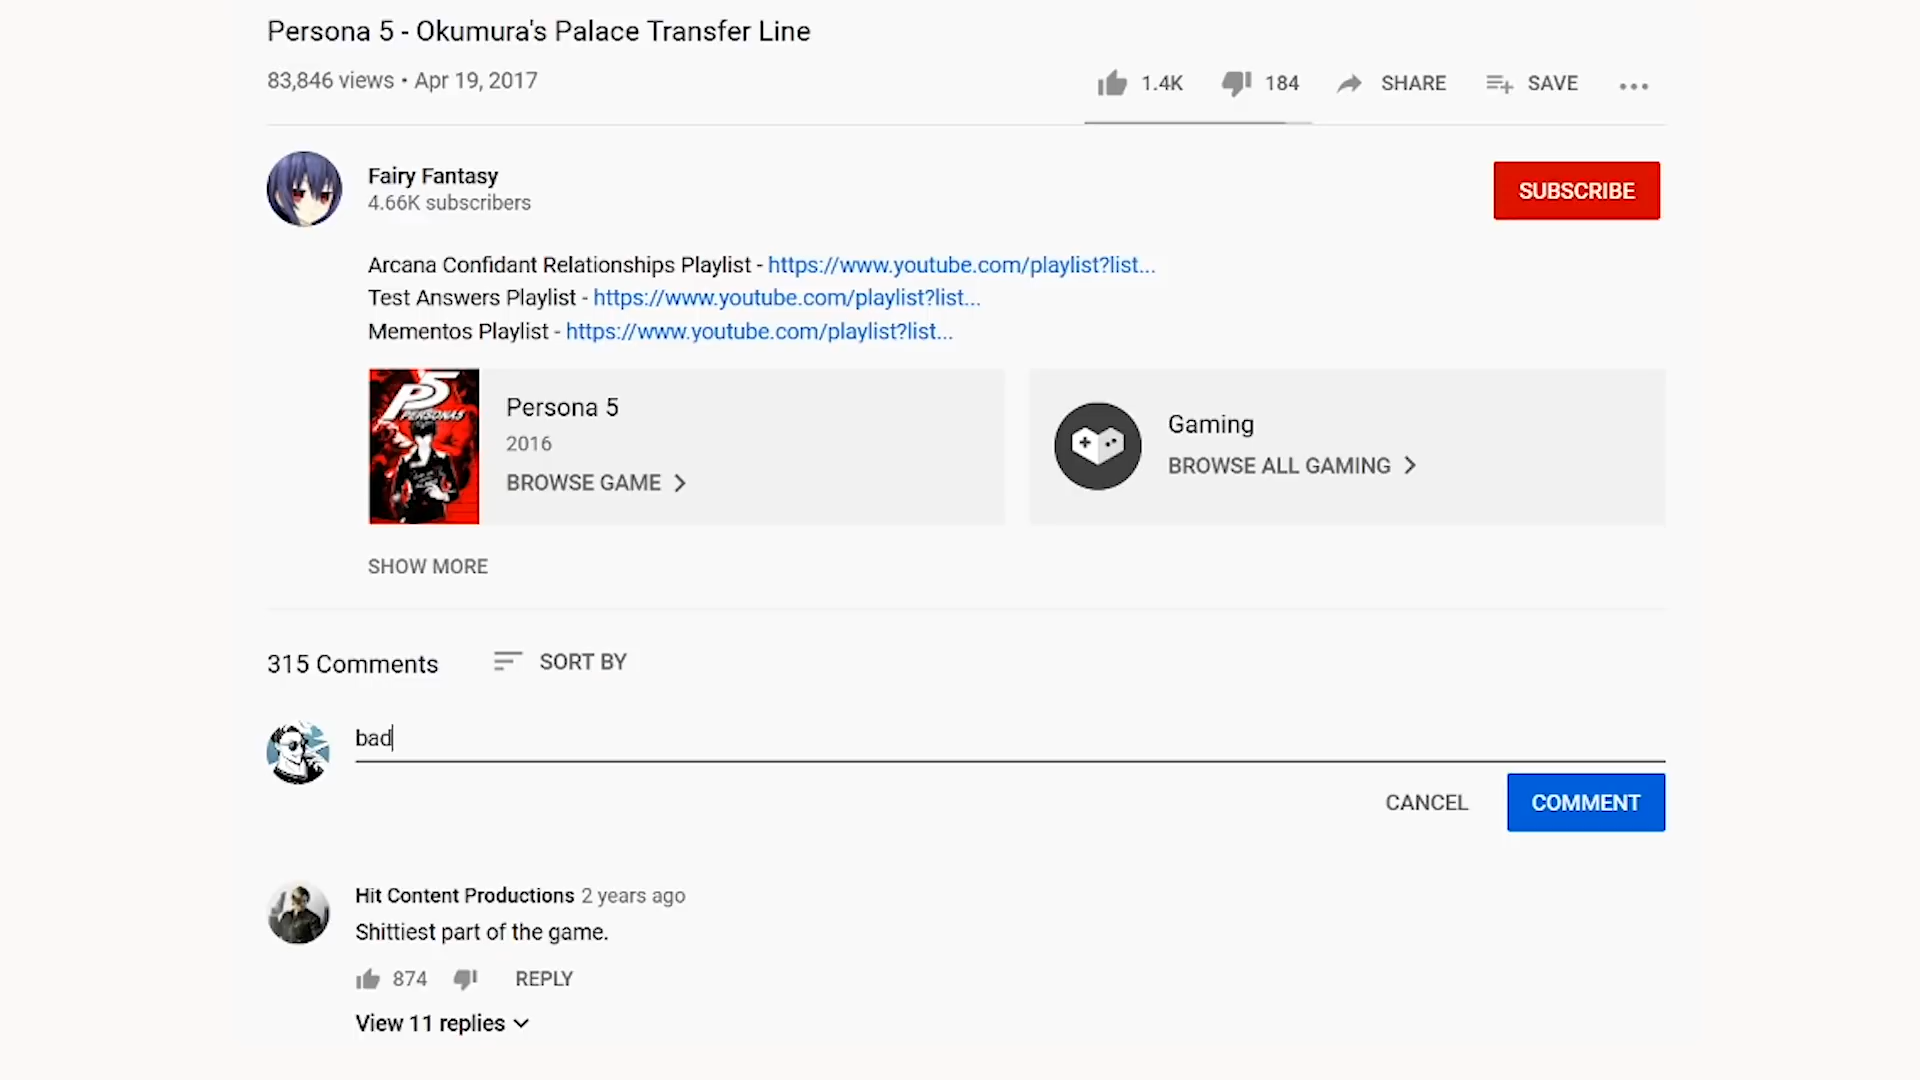 Persona 5 - Okumura's Palace Transfer Line
83,846 views • Apr 19, 2017
1.4K 184 SHARE SAVE
Fairy Fantasy
4.66K subscribers
SUBSCRIBE
Arcana Confidant Relationships Playlist - https://www.youtube.com/playlist?list...
Test Answers Playlist - https://www.youtube.com/playlist?list...
Mementos Playlist - https://www.youtube.com/playlist?list...
P5
PERSONA5
Persona 5
2016
BROWSE GAME
Gaming
BROWSE ALL GAMING
SHOW MORE
315 Comments SORT BY
bad
CANCEL COMMENT
Hit Content Productions 2 years ago
Shittiest part of the game.
874 REPLY
View 11 replies